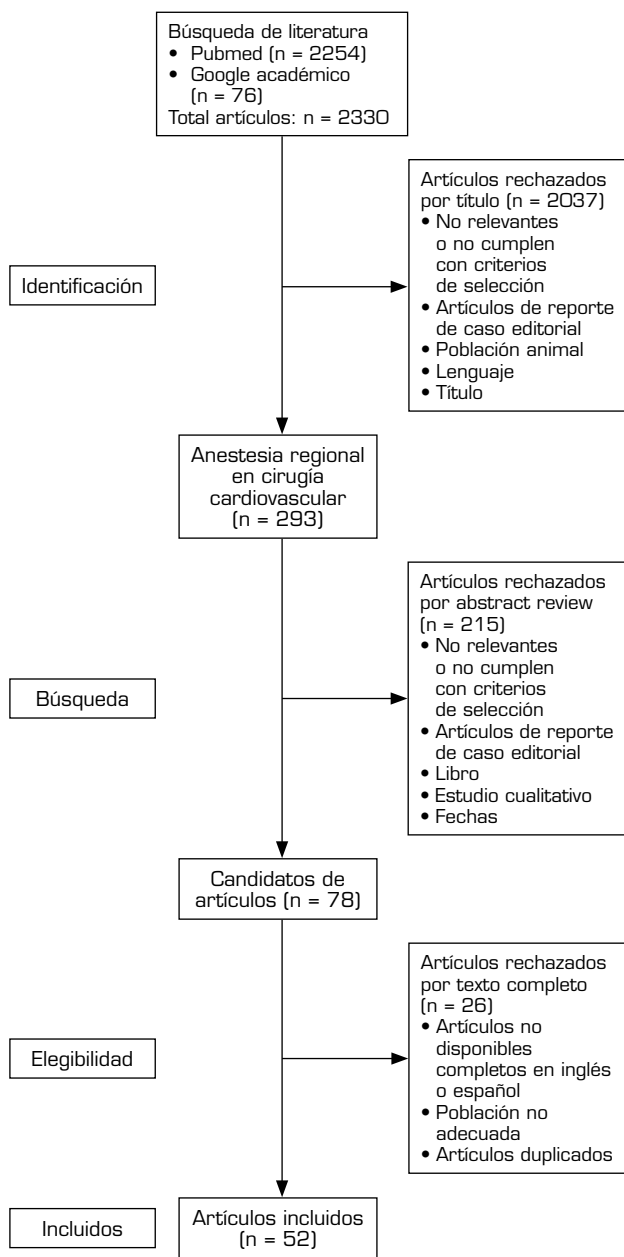 Búsqueda de literatura
• Pubmed (n = 2254)
• Google académico
(n = 76)
Total artículos: n = 2330
Identificación
Artículos rechazados
por título (n = 2037)
• No relevantes
o no cumplen
con criterios
de selección
• Artículos de reporte
de caso editorial
• Población animal
• Lenguaje
• Título
Anestesia regional
en cirugía
cardiovascular
(n = 293)
Búsqueda
Artículos rechazados
por abstract review
(n = 215)
• No relevantes
o no cumplen
con criterios
de selección
• Artículos de reporte
de caso editorial
• Libro
• Estudio cualitativo
• Fechas
Candidatos de
artículos (n = 78)
Elegibilidad
Artículos rechazados
por texto completo
(n = 26)
• Artículos no
disponibles
completos en inglés
o español
• Población no
adecuada
• Artículos duplicados
Incluidos
Artículos incluidos
(n = 52)